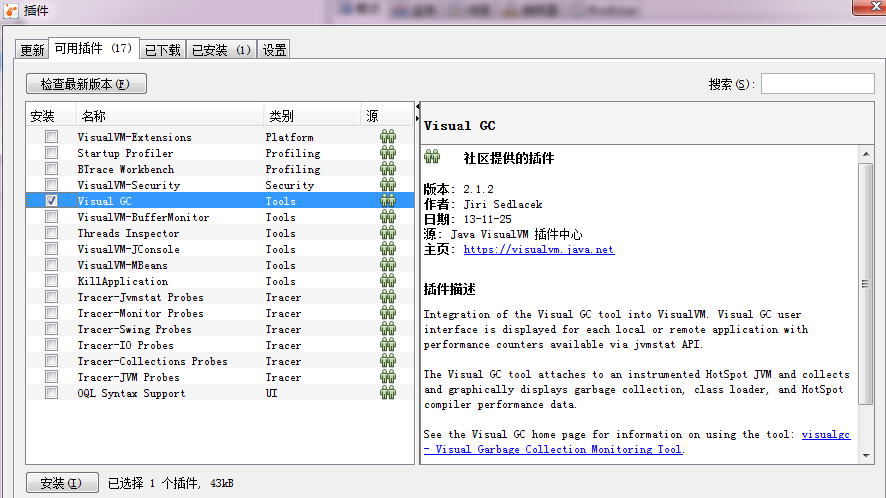 插件
更新 可用插件 (17) 已下载 已安装 (1) 设置
检查最新版本(F) 搜索(S):
安装 名称 类别 源
VisualVM-Extensions Platform
Startup Profiler Profiling
BTrace Workbench Profiling
VisualVM-Security Security
Visual GC Tools
VisualVM-BufferMonitor Tools
Threads Inspector Tools
VisualVM-JConsole Tools
VisualVM-MBeans Tools
KillApplication Tools
Tracer-Jvmstat Probes Tracer
Tracer-Monitor Probes Tracer
Tracer-Swing Probes Tracer
Tracer-IO Probes Tracer
Tracer-Collections Probes Tracer
Tracer-JVM Probes Tracer
OQL Syntax Support UI
Visual GC
社区提供的插件
版本: 2.1.2
作者: Jiri Sedlacek
日期: 13-11-25
源: Java VisualVM 插件中心
主页: https://visualvm.java.net
插件描述
Integration of the Visual GC tool into VisualVM. Visual GC user
interface is displayed for each local or remote application with
performance counters available via jvmstat API.
The Visual GC tool attaches to an instrumented HotSpot JVM and collects
and graphically displays garbage collection, class loader, and HotSpot
compiler performance data.
See the Visual GC home page for information on using the tool: visualgc
- Visual Garbage Collection Monitoring Tool.
安装(I) 已选择 1 个插件, 43kB